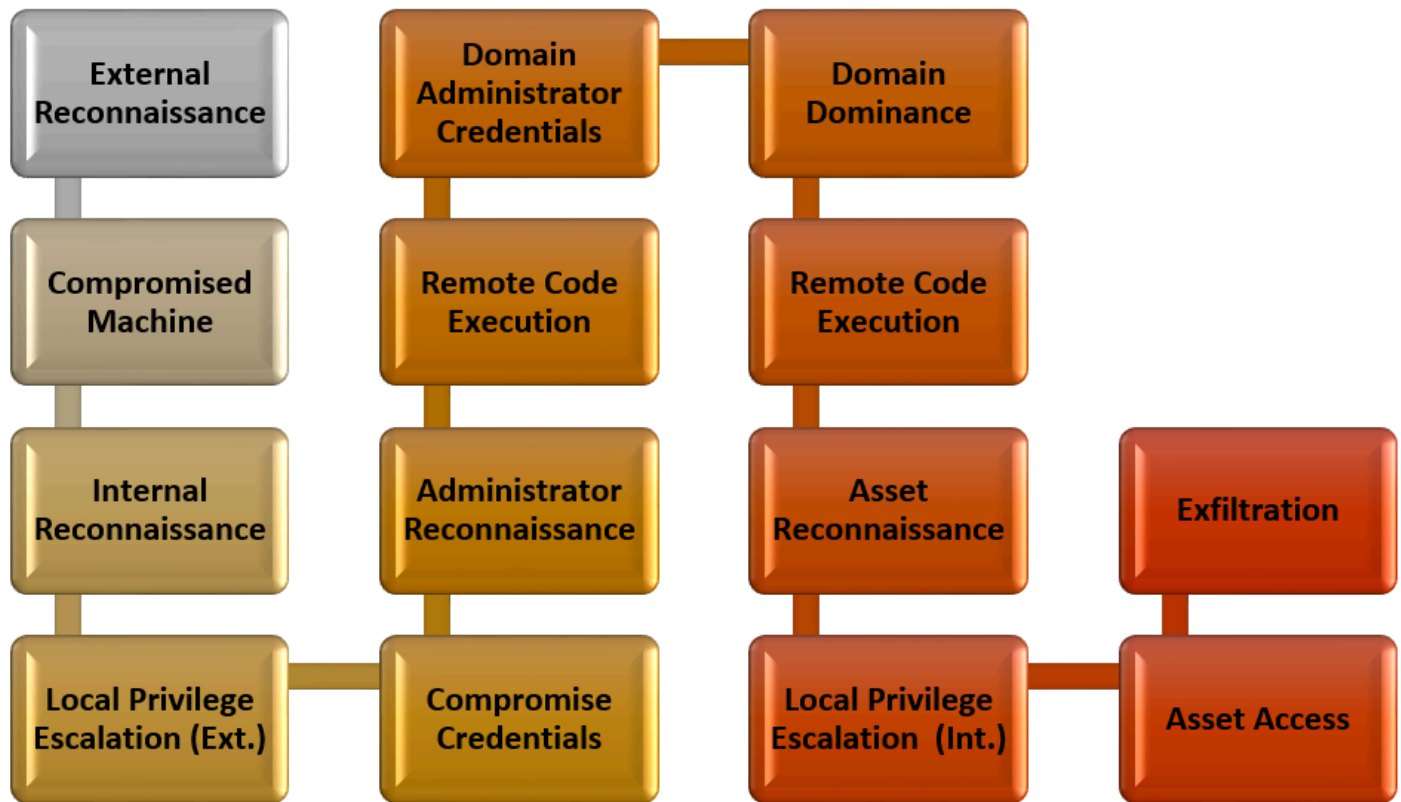 External
Reconnaissance
Compromised
Machine
Internal
Reconnaissance
Local Privilege
Escalation (Ext.)
Compromise
Credentials
Administrator
Reconnaissance
Remote Code
Execution
Domain
Administrator
Credentials
Domain
Dominance
Remote Code
Execution
Asset
Reconnaissance
Local Privilege
Escalation  (Int.)
Asset Access
Exfiltration